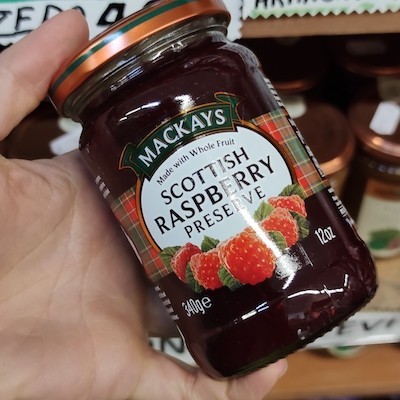 MACKAYS
Made with Whole Fruit
SCOTTISH
RASPBERRY
PRESERVE
340g e
12oz